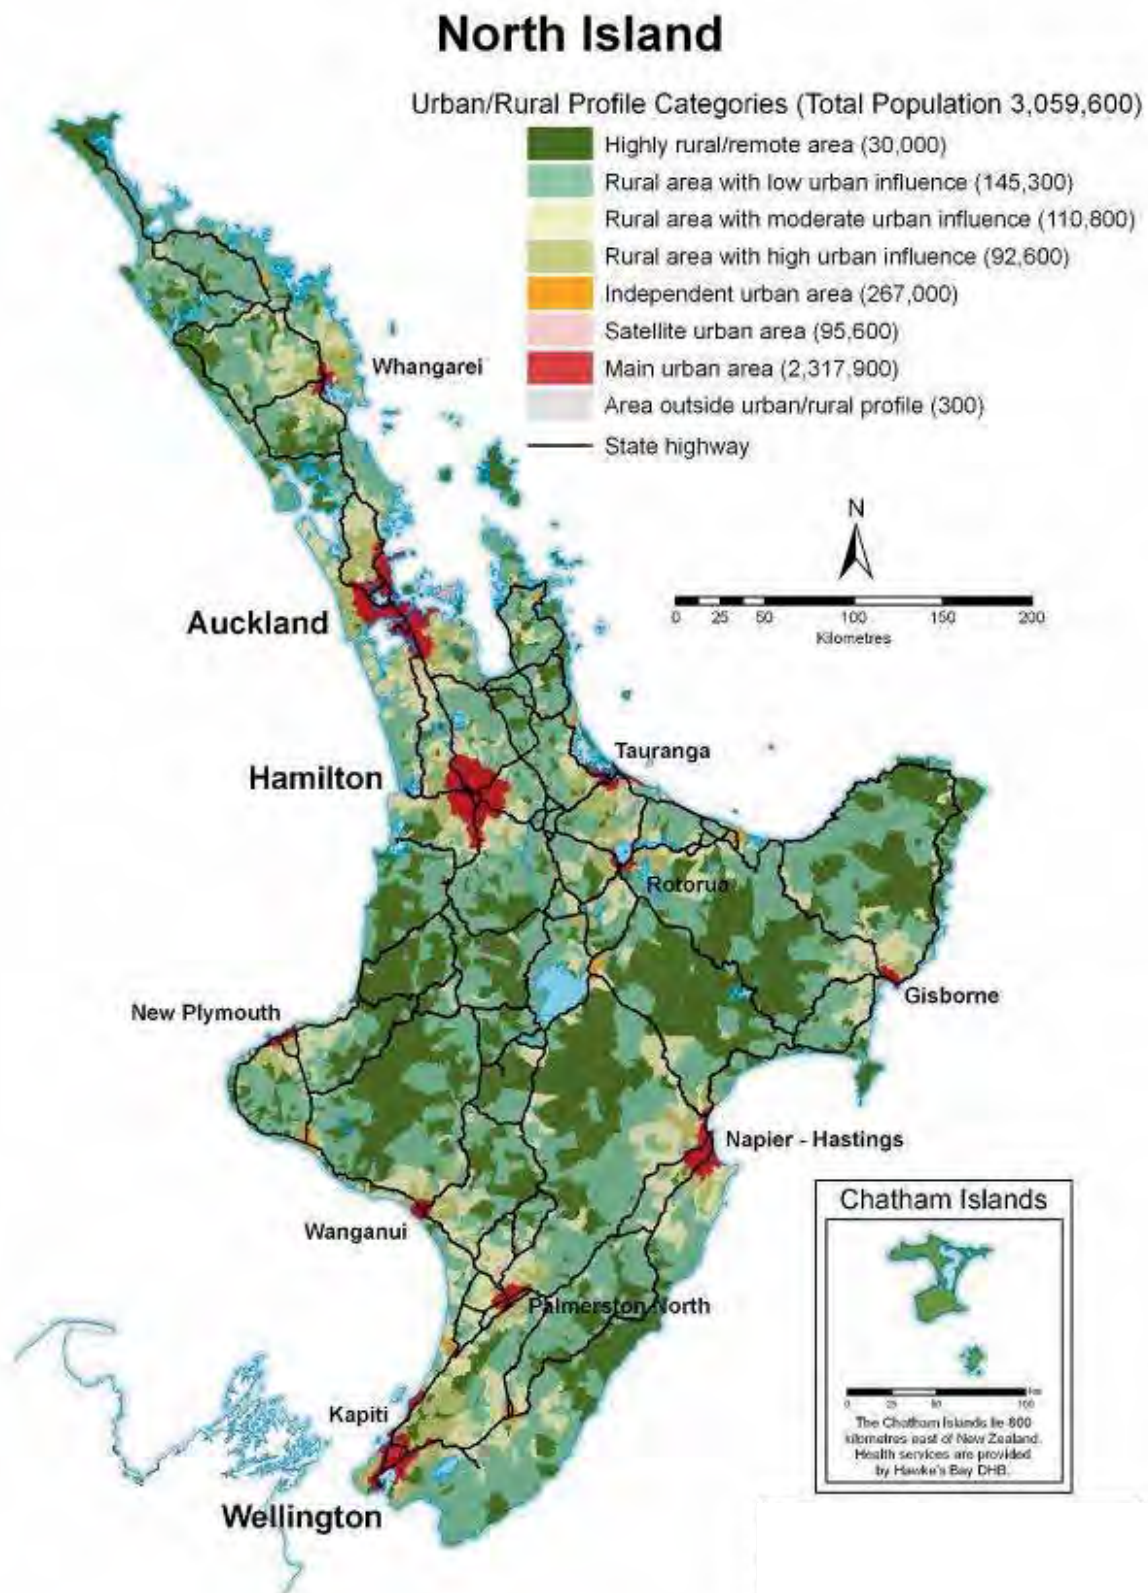 North Island
Urban/Rural Profile Categories (Total Population 3,059,600)
Highly rural/remote area (30,000)
Rural area with low urban influence (145,300)
Rural area with moderate urban influence (110,800)
Rural area with high urban influence (92,600)
Independent urban area (267,000)
Satellite urban area (95,600)
Main urban area (2,317,900)
Area outside urban/rural profile (300)
State highway
Whangarei
N
0 25 50 100 150 200
Kilometres
Auckland
Tauranga
Hamilton
Rotorua
Gisborne
New Plymouth
Napier - Hastings
Wanganui
Palmerston North
Kapiti
Wellington
Chatham Islands
0 25 50 100
The Chatham Islands lie 800
kilometres east of New Zealand.
Health services are provided
by Hawke's Bay DHB.